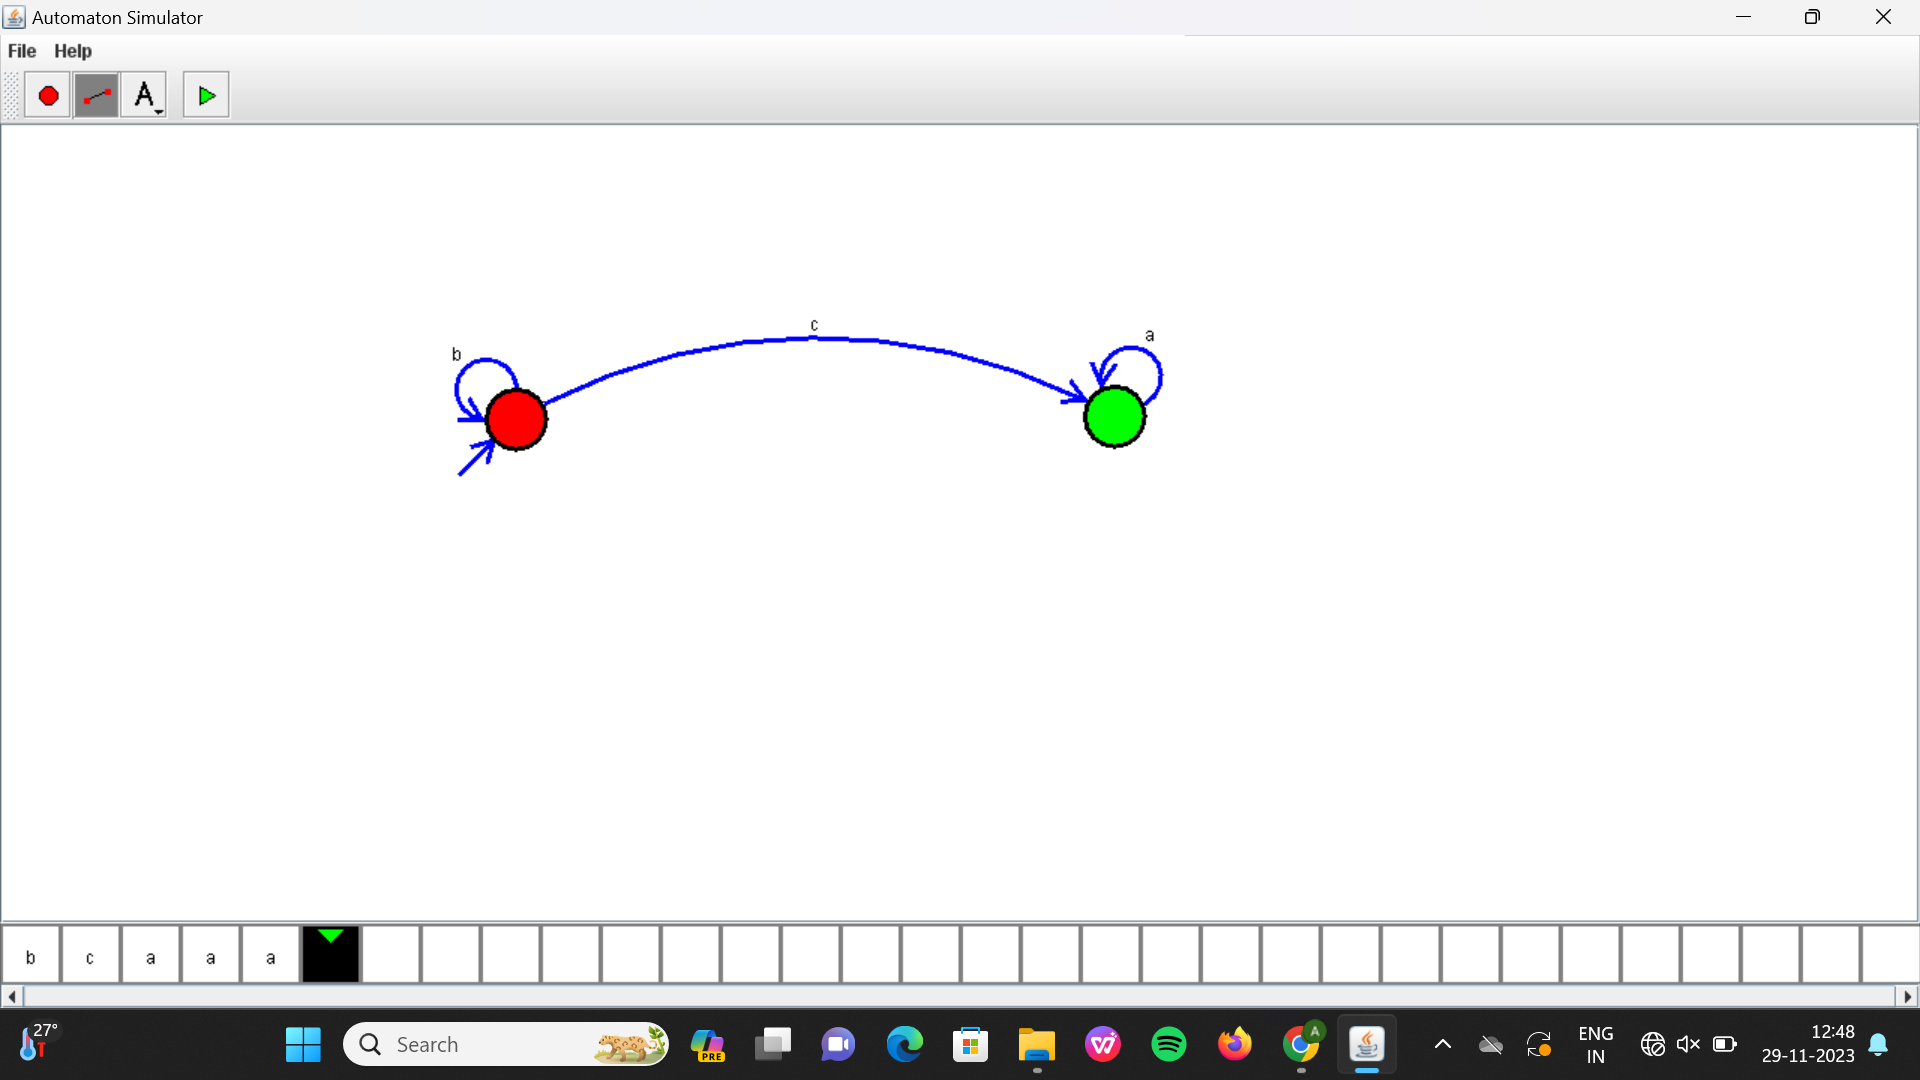 Automaton Simulator
File Help
A
c
b
a
b c a a a
27°
Search
PRE
A
ENG
IN
12:48
29-11-2023